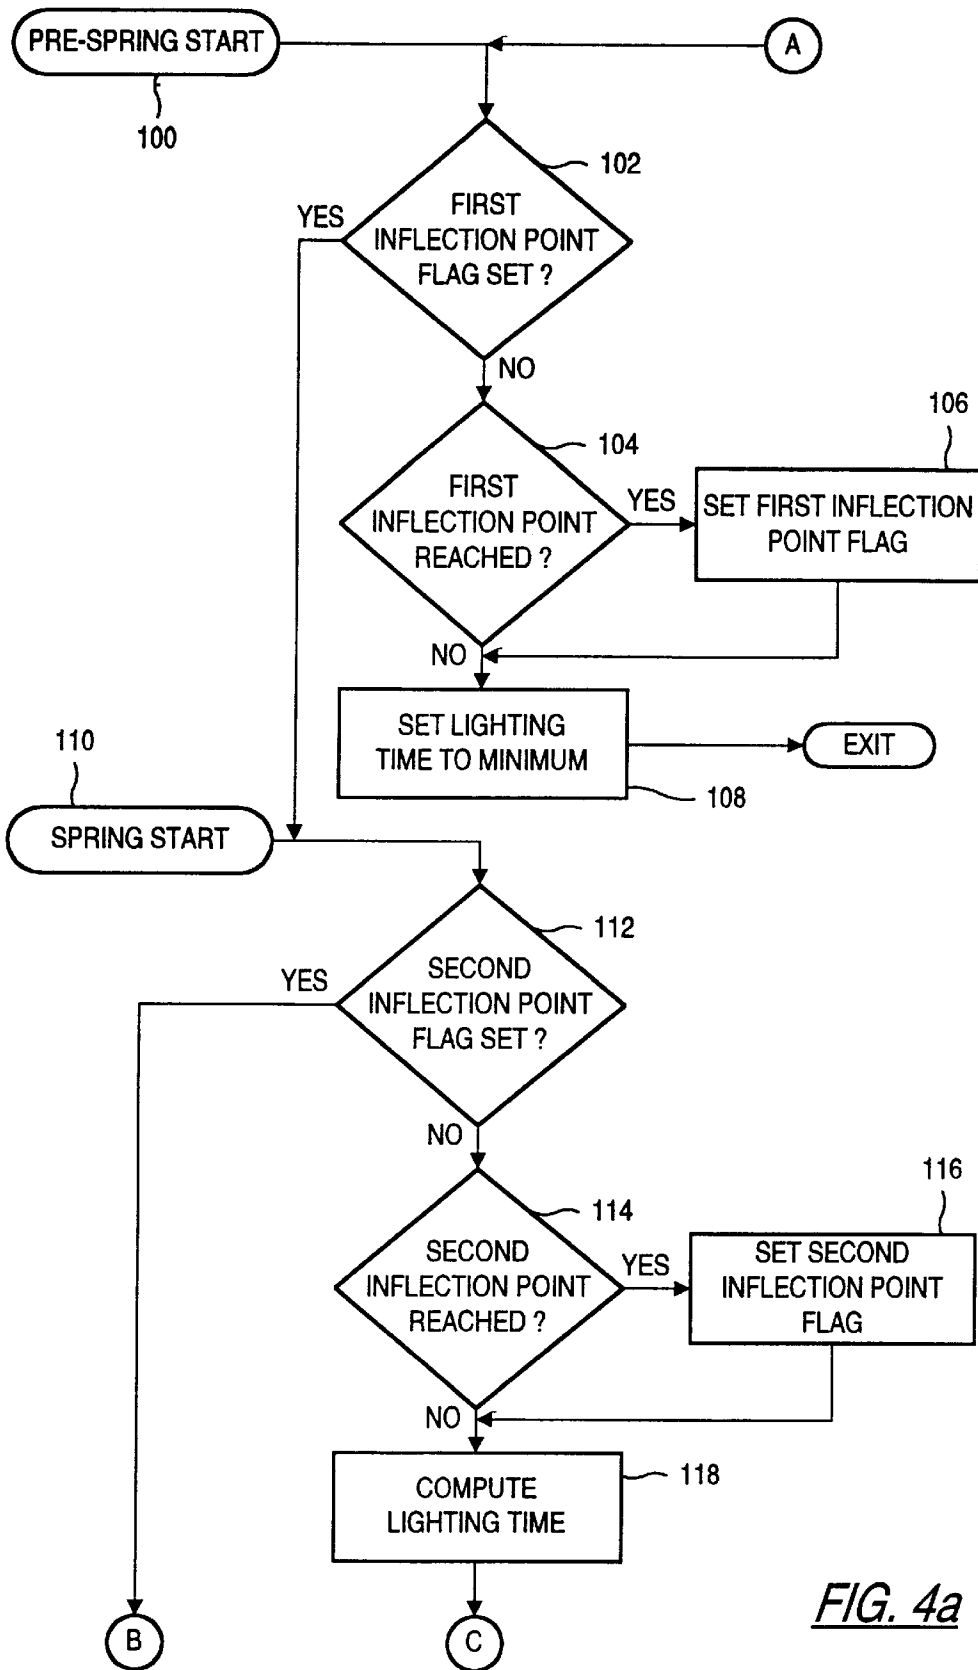 PRE-SPRING START
A
100
102
FIRST
INFLECTION POINT
FLAG SET ?
YES
NO
104
106
FIRST
INFLECTION POINT
REACHED ?
YES
SET FIRST INFLECTION
POINT FLAG
NO
SET LIGHTING
TIME TO MINIMUM
EXIT
108
110
SPRING START
112
SECOND
INFLECTION POINT
FLAG SET ?
YES
NO
114
116
SECOND
INFLECTION POINT
REACHED ?
YES
SET SECOND
INFLECTION POINT
FLAG
NO
COMPUTE
LIGHTING TIME
118
B
C
FIG. 4a